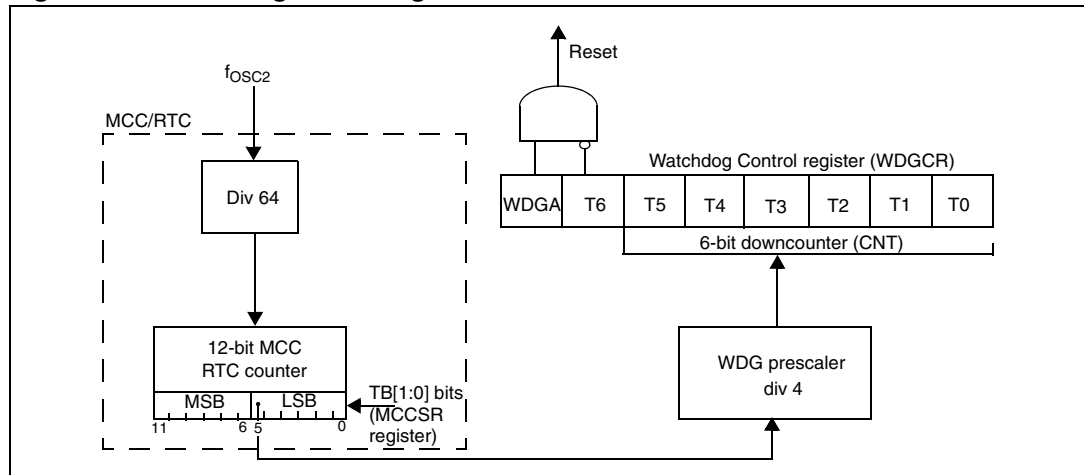 Reset
fOSC2
MCC/RTC
Div 64
Watchdog Control register (WDGCR)
WDGA T6 T5 T4 T3 T2 T1 T0
6-bit downcounter (CNT)
12-bit MCC
RTC counter
MSB LSB
11 6 5 0
TB[1:0] bits
(MCCSR
register)
WDG prescaler
div 4